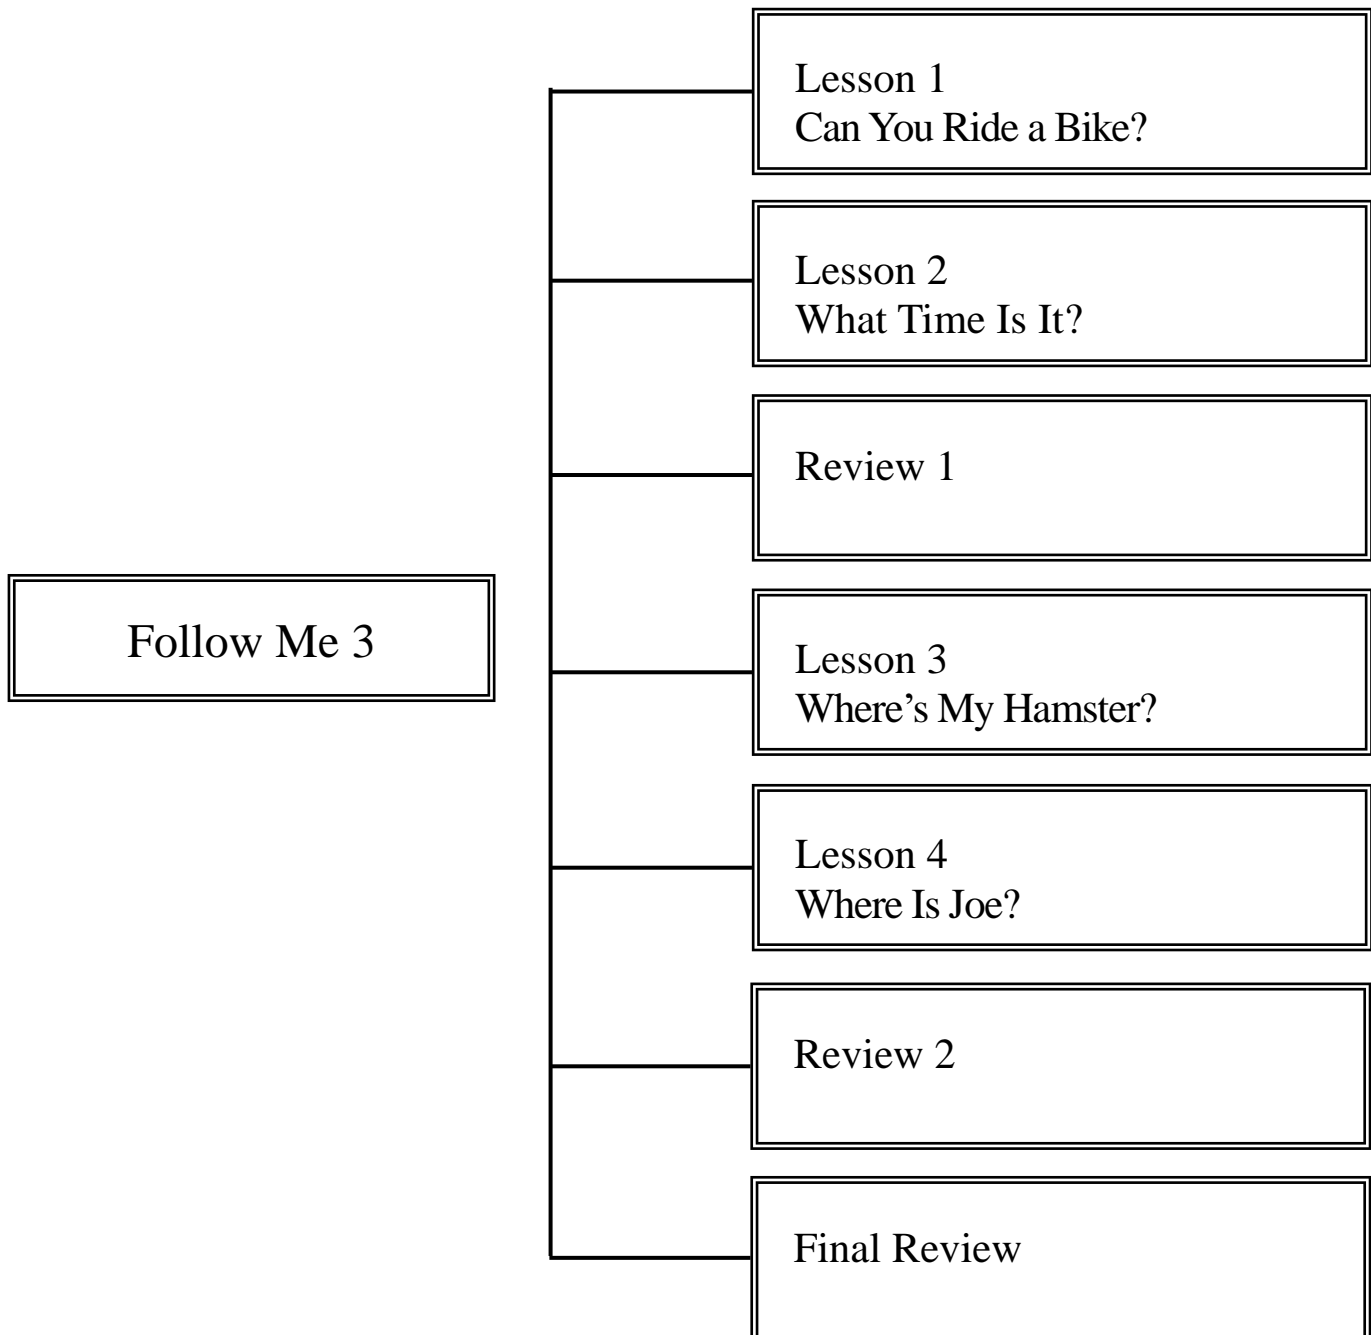 Follow Me 3
Lesson 1
Can You Ride a Bike?
Lesson 2
What Time Is It?
Review 1
Lesson 3
Where’s My Hamster?
Lesson 4
Where Is Joe?
Review 2
Final Review